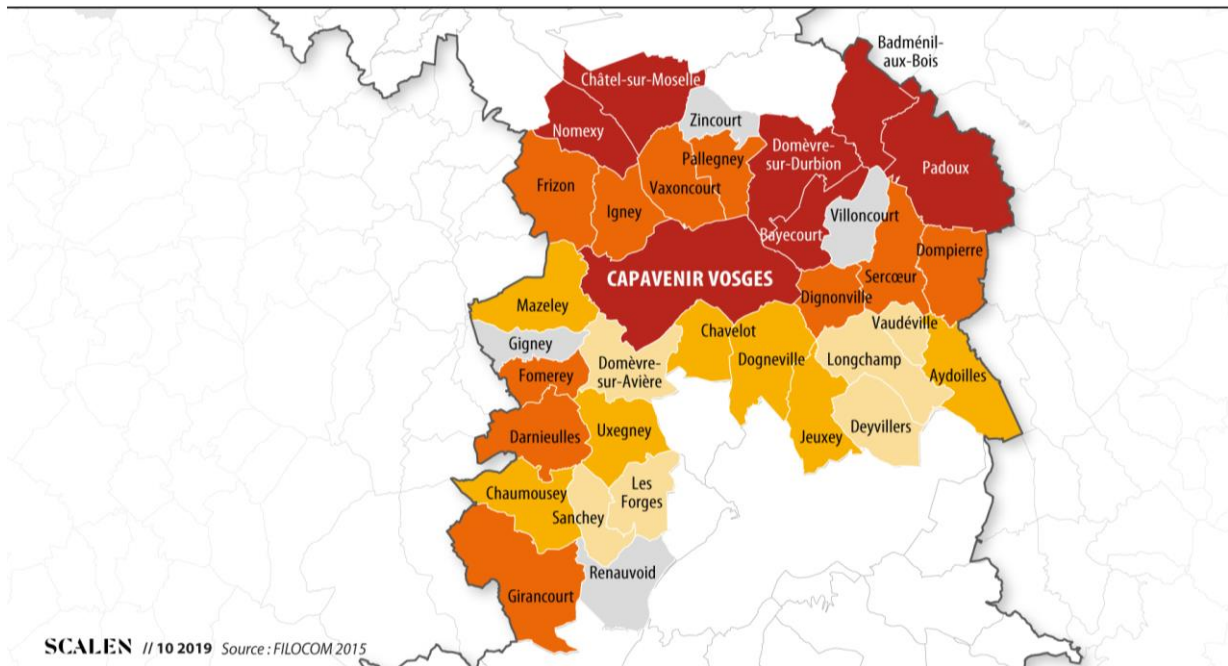 Badménil-
aux-Bois
Châtel-sur-Moselle
Zincourt
Nomexy
Domèvre-
sur-Durbion
Pallegney
Padoux
Frizon
Vaxoncourt
Igney
Villoncourt
Bayecourt
Dompierre
CAPAVENIR VOSGES
Sercœur
Dignonville
Mazeley
Vaudéville
Chavelot
Gigney
Domèvre-
sur-Avière
Dogneville
Longchamp
Fomerey
Aydoilles
Uxegney
Darnieulles
Jeuxey
Deyvillers
Les
Forges
Chaumousey
Sanchey
Renauvoid
Girancourt
SCALEN // 10 2019 Source : FILOCOM 2015